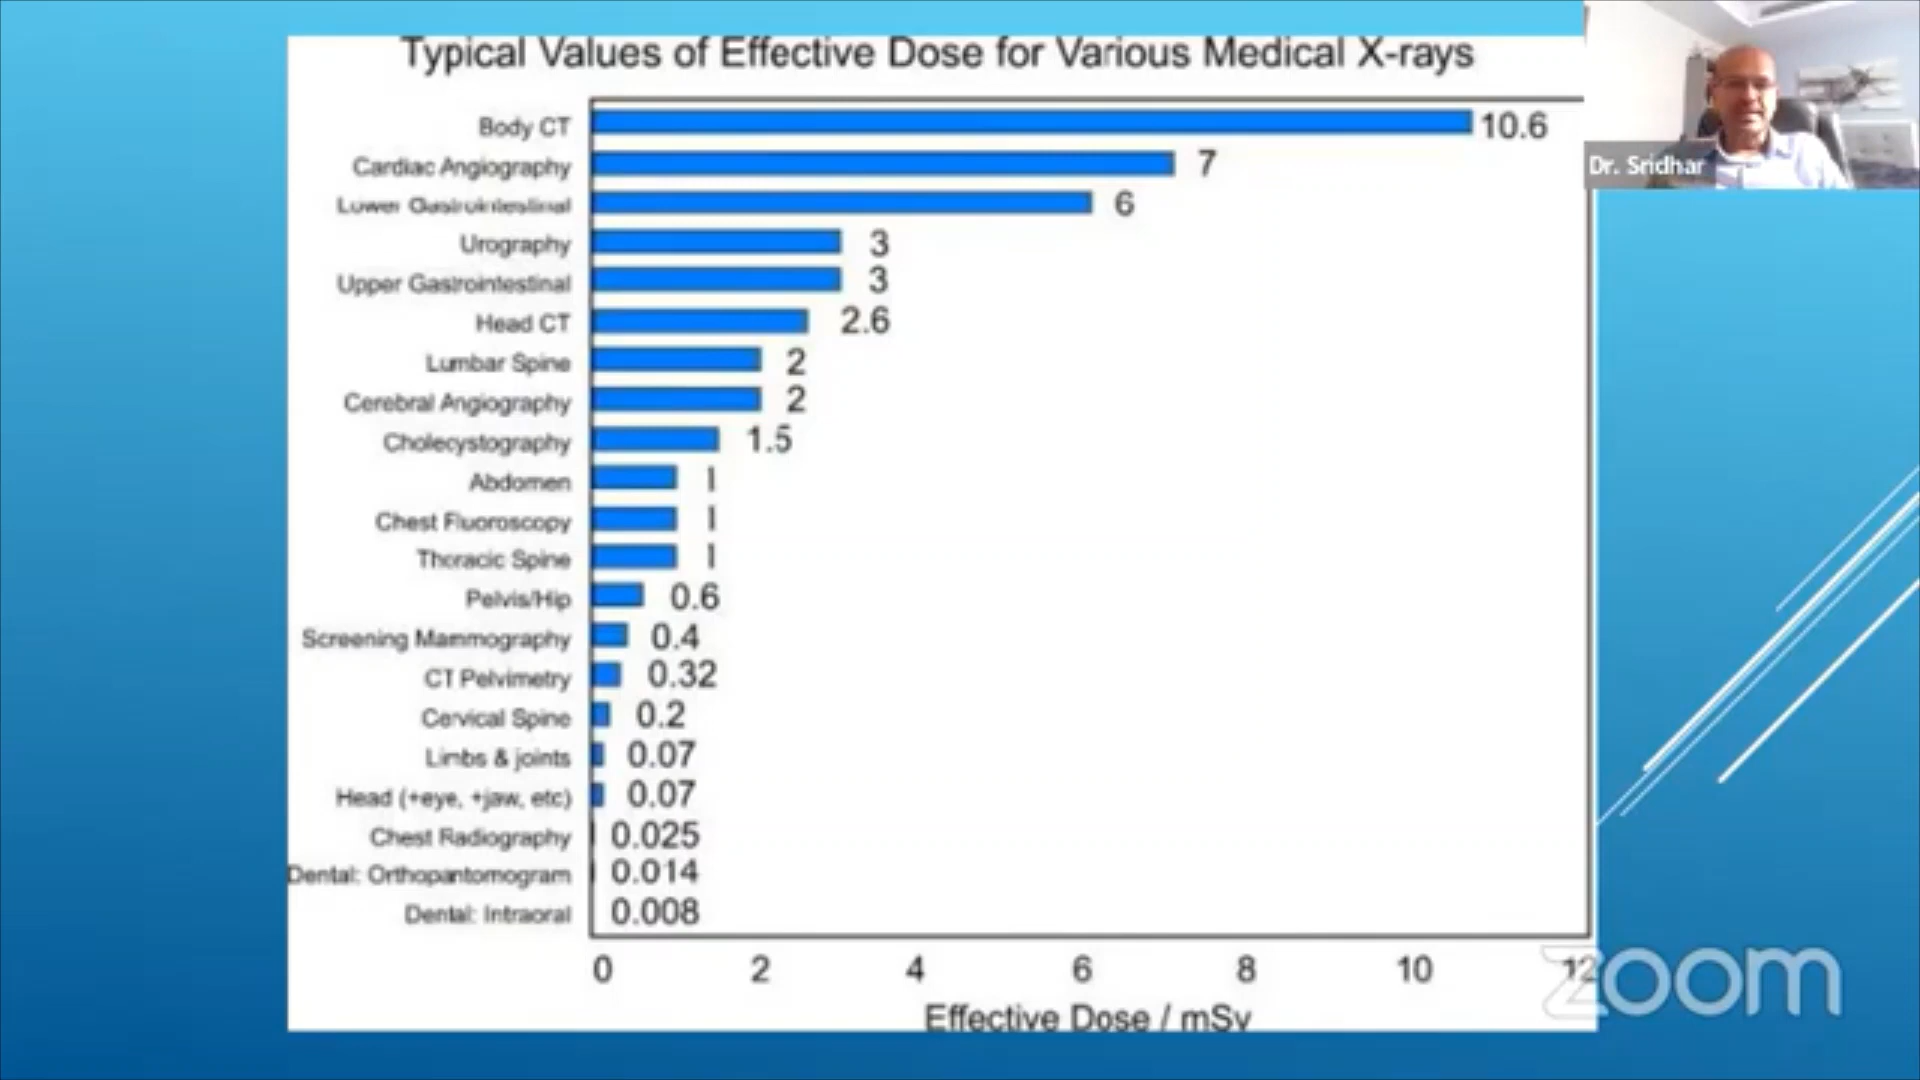 Typical Values of Effective Dose for Various Medical X-rays
Body CT 10.6
Cardiac Angiography 7
Lower Gastrointestinal 6
Urography 3
Upper Gastrointestinal 3
Head CT 2.6
Lumbar Spine 2
Cerebral Angiography 2
Cholecystography 1.5
Abdomen 1
Chest Fluoroscopy 1
Thoracic Spine 1
Pelvis/Hip 0.6
Screening Mammography 0.4
CT Pelvimetry 0.32
Cervical Spine 0.2
Limbs & joints 0.07
Head (+eye, +jaw, etc) 0.07
Chest Radiography 0.025
Dental: Orthopantomogram 0.014
Dental: Intraoral 0.008
0 2 4 6 8 10 12
Effective Dose / mSv
Dr. Sridhar
zoom